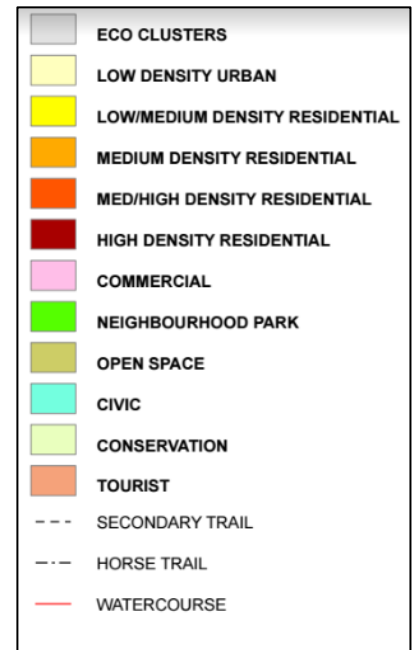 ECO CLUSTERS
LOW DENSITY URBAN
LOW/MEDIUM DENSITY RESIDENTIAL
MEDIUM DENSITY RESIDENTIAL
MED/HIGH DENSITY RESIDENTIAL
HIGH DENSITY RESIDENTIAL
COMMERCIAL
NEIGHBOURHOOD PARK
OPEN SPACE
CIVIC
CONSERVATION
TOURIST
SECONDARY TRAIL
HORSE TRAIL
WATERCOURSE